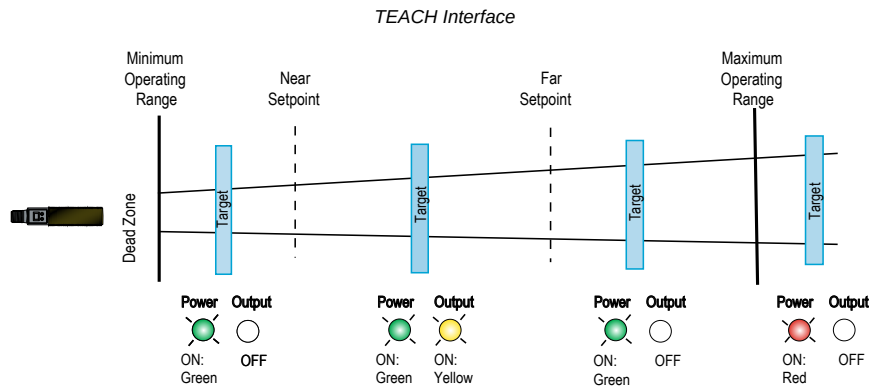 TEACH Interface
Minimum
Operating
Range
Near
Setpoint
Far
Setpoint
Maximum
Operating
Range
Dead Zone
Target
Target
Target
Target
Power Output
ON:
Green
OFF
Power Output
ON:
Green
ON:
Yellow
Power Output
ON:
Green
OFF
Power Output
ON:
Red
OFF